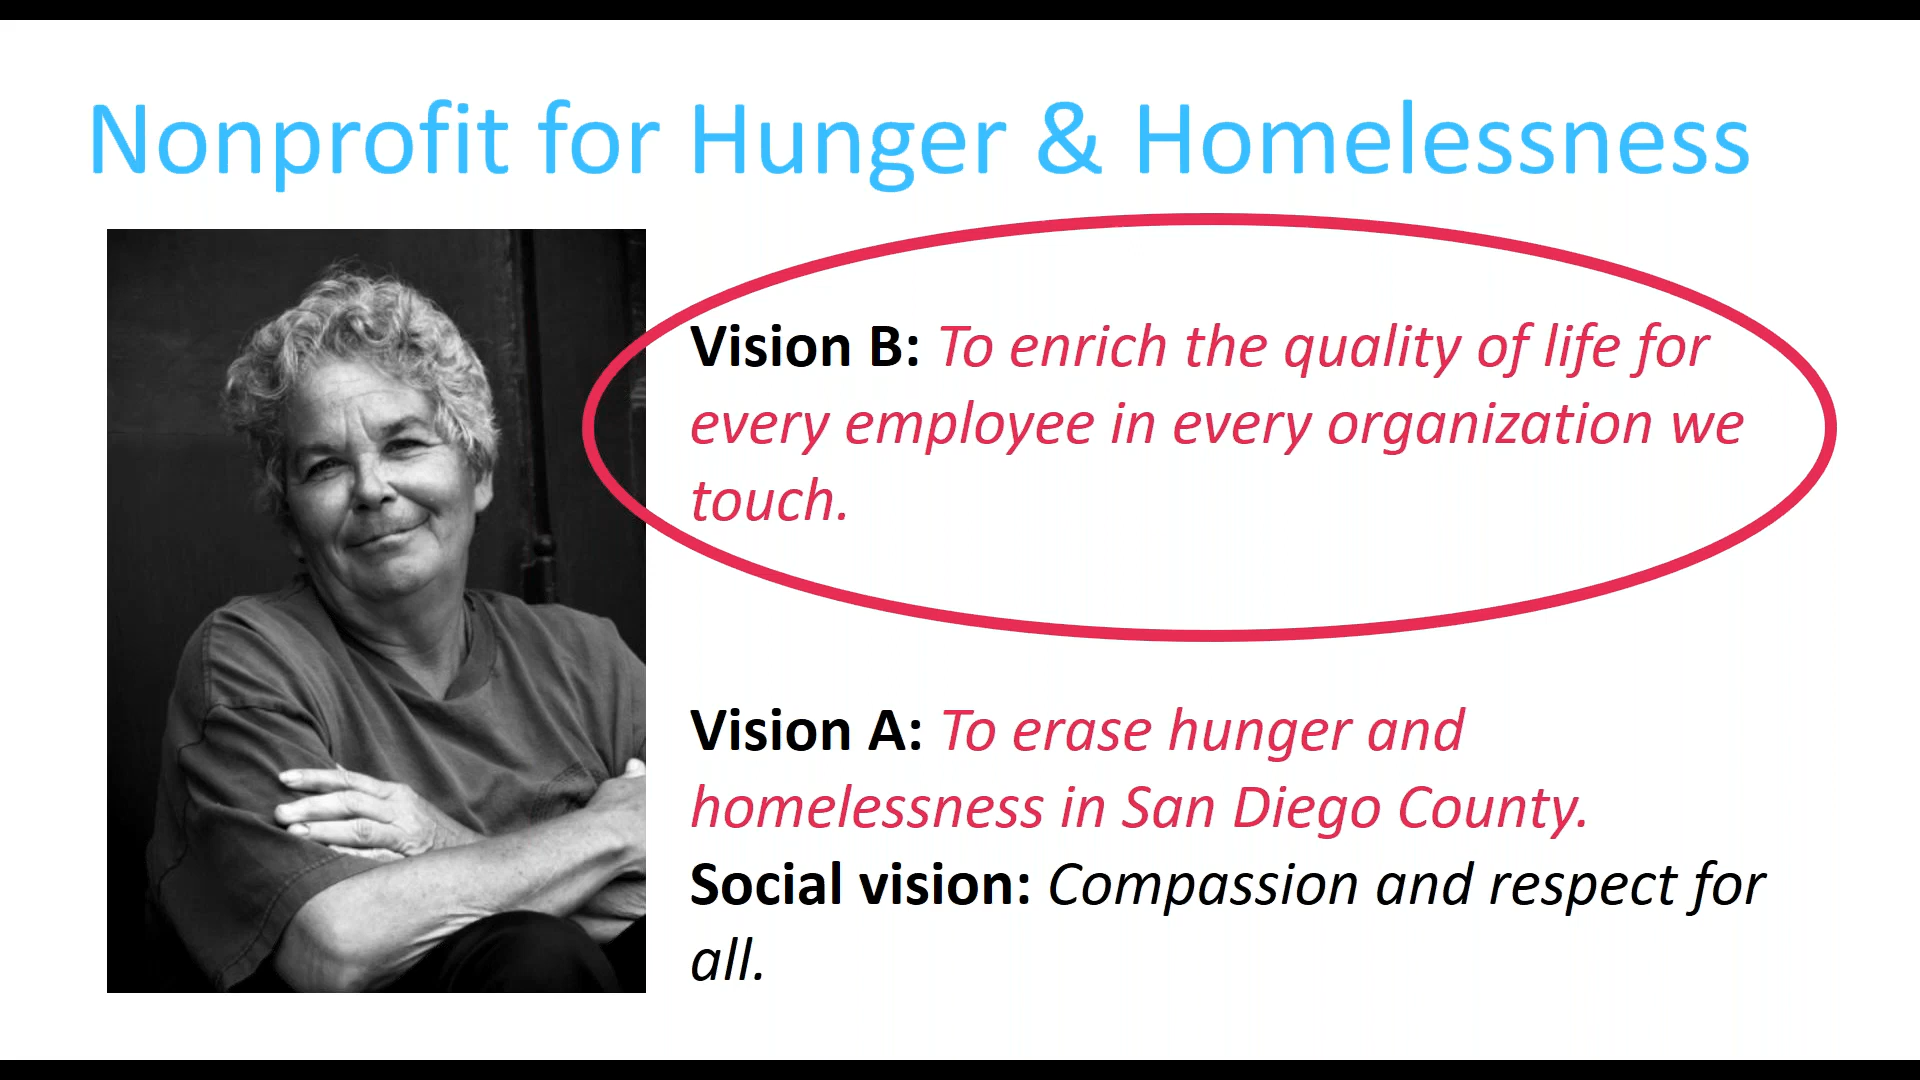 Nonprofit for Hunger & Homelessness
Vision B: To enrich the quality of life for
every employee in every organization we
touch.
Vision A: To erase hunger and
homelessness in San Diego County.
Social vision: Compassion and respect for
all.